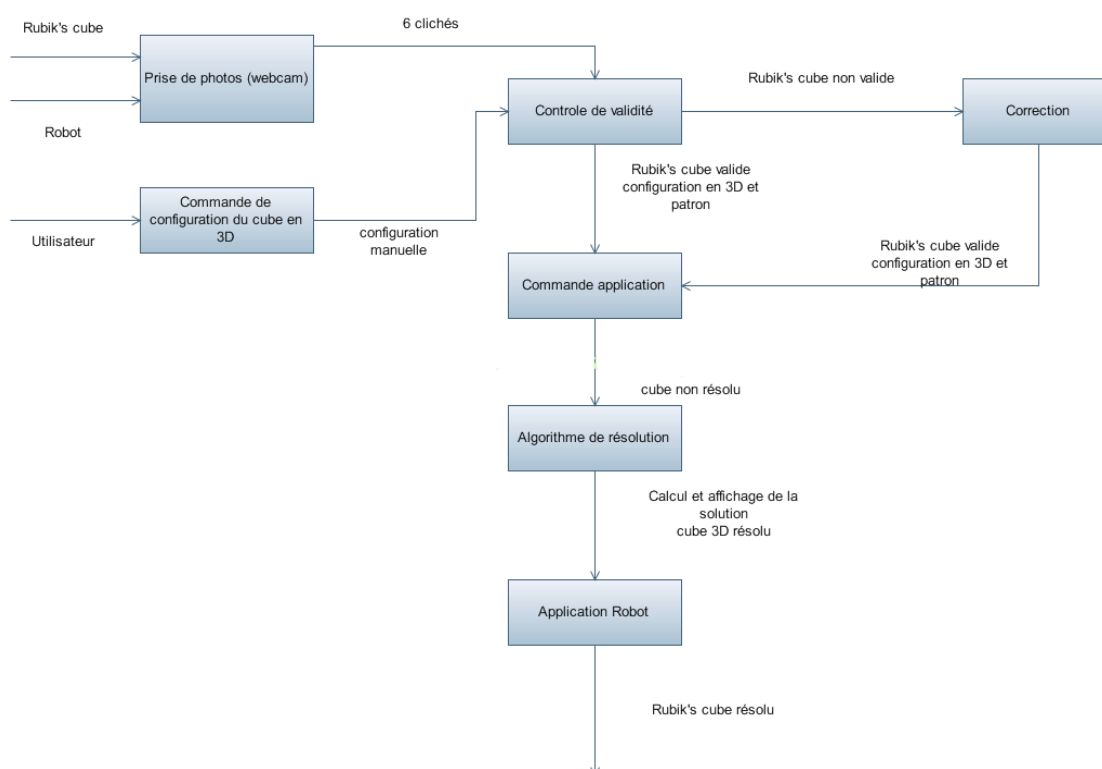 Rubik's cube
6 clichés
Prise de photos (webcam)
Rubik's cube non valide
Controle de validité
Correction
Robot
Rubik's cube valide
configuration en 3D et
patron
Commande de
configuration du cube en
3D
Utilisateur
configuration
manuelle
Rubik's cube valide
configuration en 3D et
patron
Commande application
cube non résolu
Algorithme de résolution
Calcul et affichage de la
solution
cube 3D résolu
Application Robot
Rubik's cube résolu